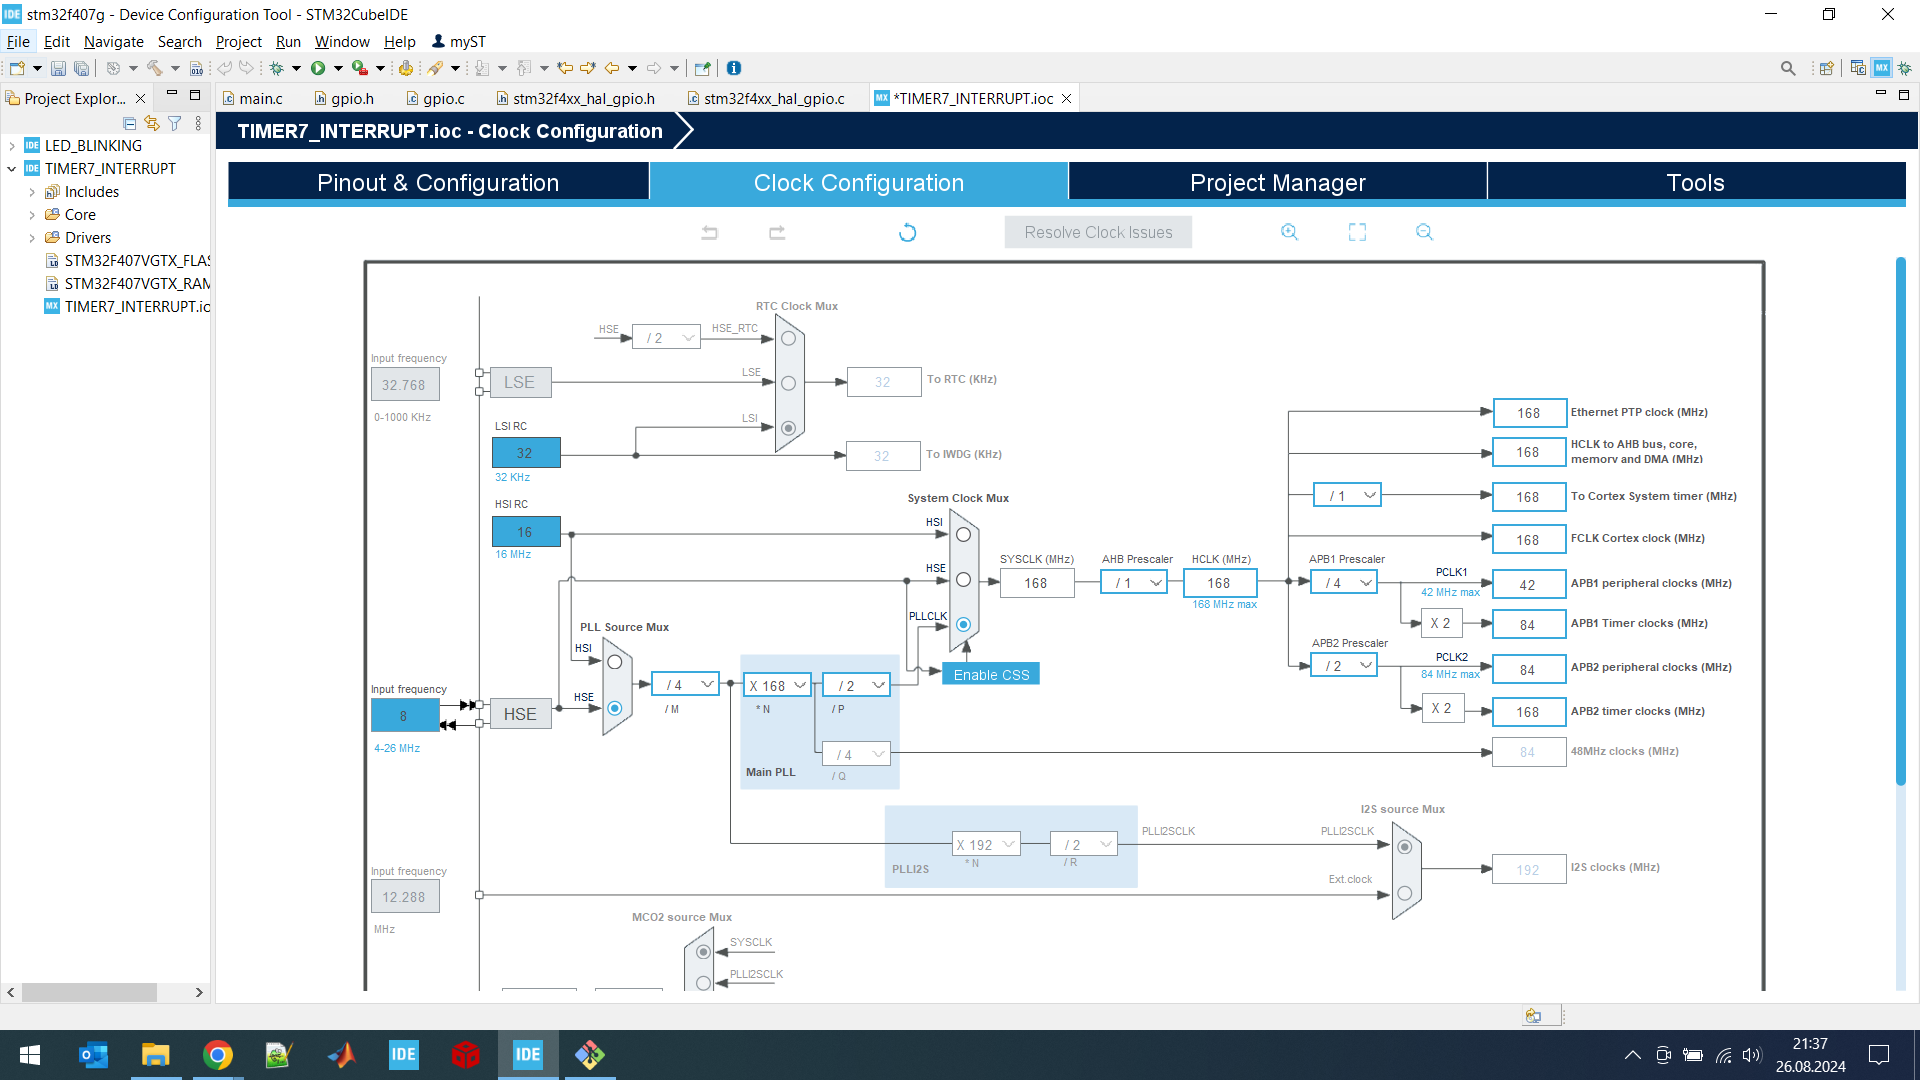 IDE stm32f407g - Device Configuration Tool - STM32CubeIDE
File Edit Navigate Search Project Run Window Help myST
010
MX
Project Explor...
main.c gpio.h gpio.c stm32f4xx_hal_gpio.h stm32f4xx_hal_gpio.c MX *TIMER7_INTERRUPT.ioc
TIMER7_INTERRUPT.ioc - Clock Configuration
IDE LED_BLINKING
IDE TIMER7_INTERRUPT
Includes
Core
Drivers
STM32F407VGTX_FLAS
STM32F407VGTX_RAM
MX TIMER7_INTERRUPT.io
Pinout & Configuration Clock Configuration Project Manager Tools
Resolve Clock Issues
RTC Clock Mux
HSE / 2 HSE_RTC
Input frequency
32.768 LSE LSE 32 To RTC (KHz)
0-1000 KHz
LSI
LSI RC
32 32 To IWDG (KHz)
32 KHz
HSI RC
16
16 MHz
System Clock Mux
HSI
HSE
PLLCLK
SYSCLK (MHz) AHB Prescaler HCLK (MHz)
168 / 1 168
168 MHz max
168 Ethernet PTP clock (MHz)
168 HCLK to AHB bus, core,
memory and DMA (MHz)
/ 1 168 To Cortex System timer (MHz)
168 FCLK Cortex clock (MHz)
APB1 Prescaler
/ 4 PCLK1 42 APB1 peripheral clocks (MHz)
42 MHz max
X 2 84 APB1 Timer clocks (MHz)
APB2 Prescaler
/ 2 PCLK2 84 APB2 peripheral clocks (MHz)
84 MHz max
X 2 168 APB2 timer clocks (MHz)
PLL Source Mux
HSI
HSE
Input frequency
8 HSE
4-26 MHz
/ 4 X 168 / 2
/ M * N / P
Enable CSS
/ 4
/ Q
Main PLL
84 48MHz clocks (MHz)
I2S source Mux
X 192 / 2 PLLI2SCLK PLLI2SCLK
* N / R
PLLI2S
192 I2S clocks (MHz)
Input frequency
12.288 Ext.clock
MHz
MCO2 source Mux
SYSCLK
PLLI2SCLK
IDE IDE
21:37
26.08.2024